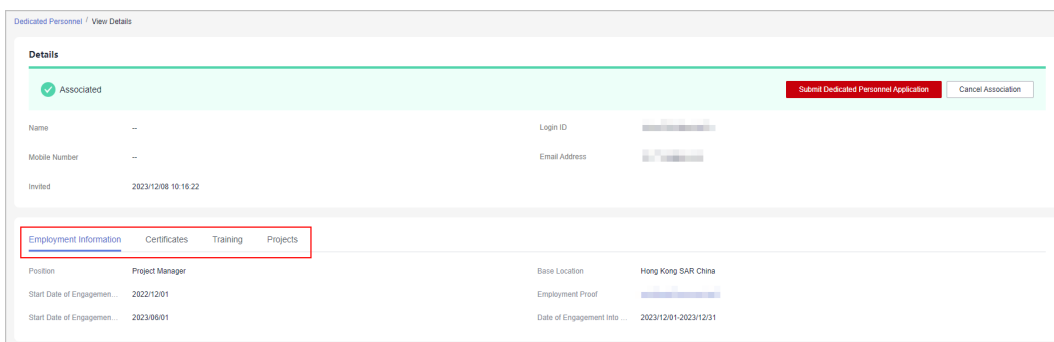 Dedicated Personnel / View Details
Details
Associated
Submit Dedicated Personnel Application
Cancel Association
Name --
Login ID
Mobile Number --
Email Address
Invited 2023/12/08 10:16:22
Employment Information Certificates Training Projects
Position Project Manager
Base Location Hong Kong SAR China
Start Date of Engagemen... 2022/12/01
Employment Proof
Start Date of Engagemen... 2023/06/01
Date of Engagement Into ... 2023/12/01-2023/12/31